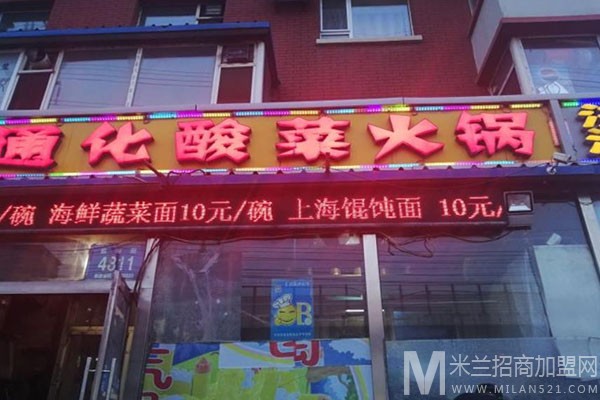 通化酸菜火锅
/碗 海鲜蔬菜面10元/碗 上海馄饨面 10元/
4311
B
米兰招商加盟网
WWW.MILAN521.COM